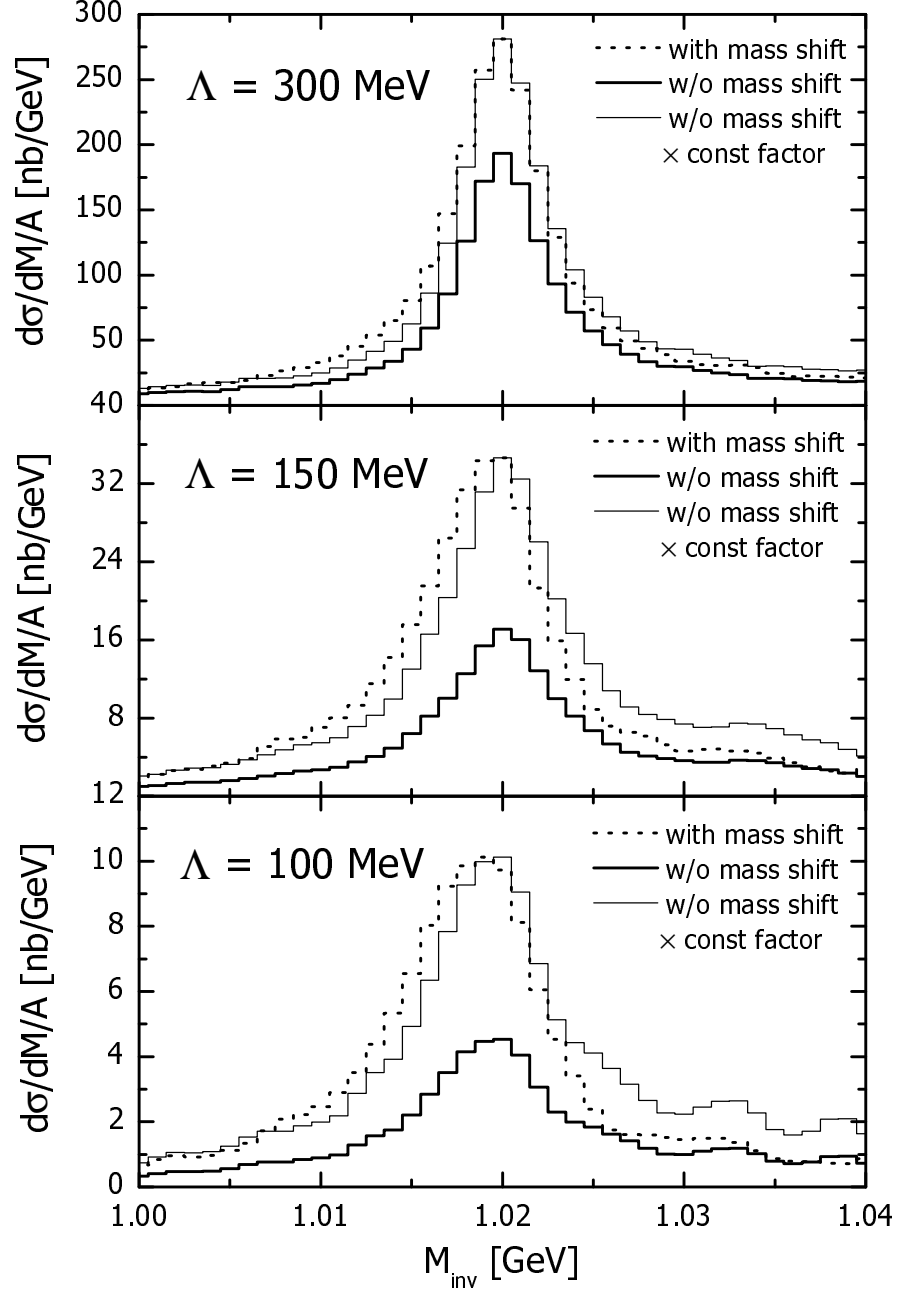 300
250
200
150
100
50
40
dσ/dM/A [nb/GeV]
Λ = 300 MeV
with mass shift
w/o mass shift
w/o mass shift
× const factor
32
24
16
8
12
dσ/dM/A [nb/GeV]
Λ = 150 MeV
with mass shift
w/o mass shift
w/o mass shift
× const factor
10
8
6
4
2
0
dσ/dM/A [nb/GeV]
Λ = 100 MeV
with mass shift
w/o mass shift
w/o mass shift
× const factor
1.00 1.01 1.02 1.03 1.04
M_inv [GeV]